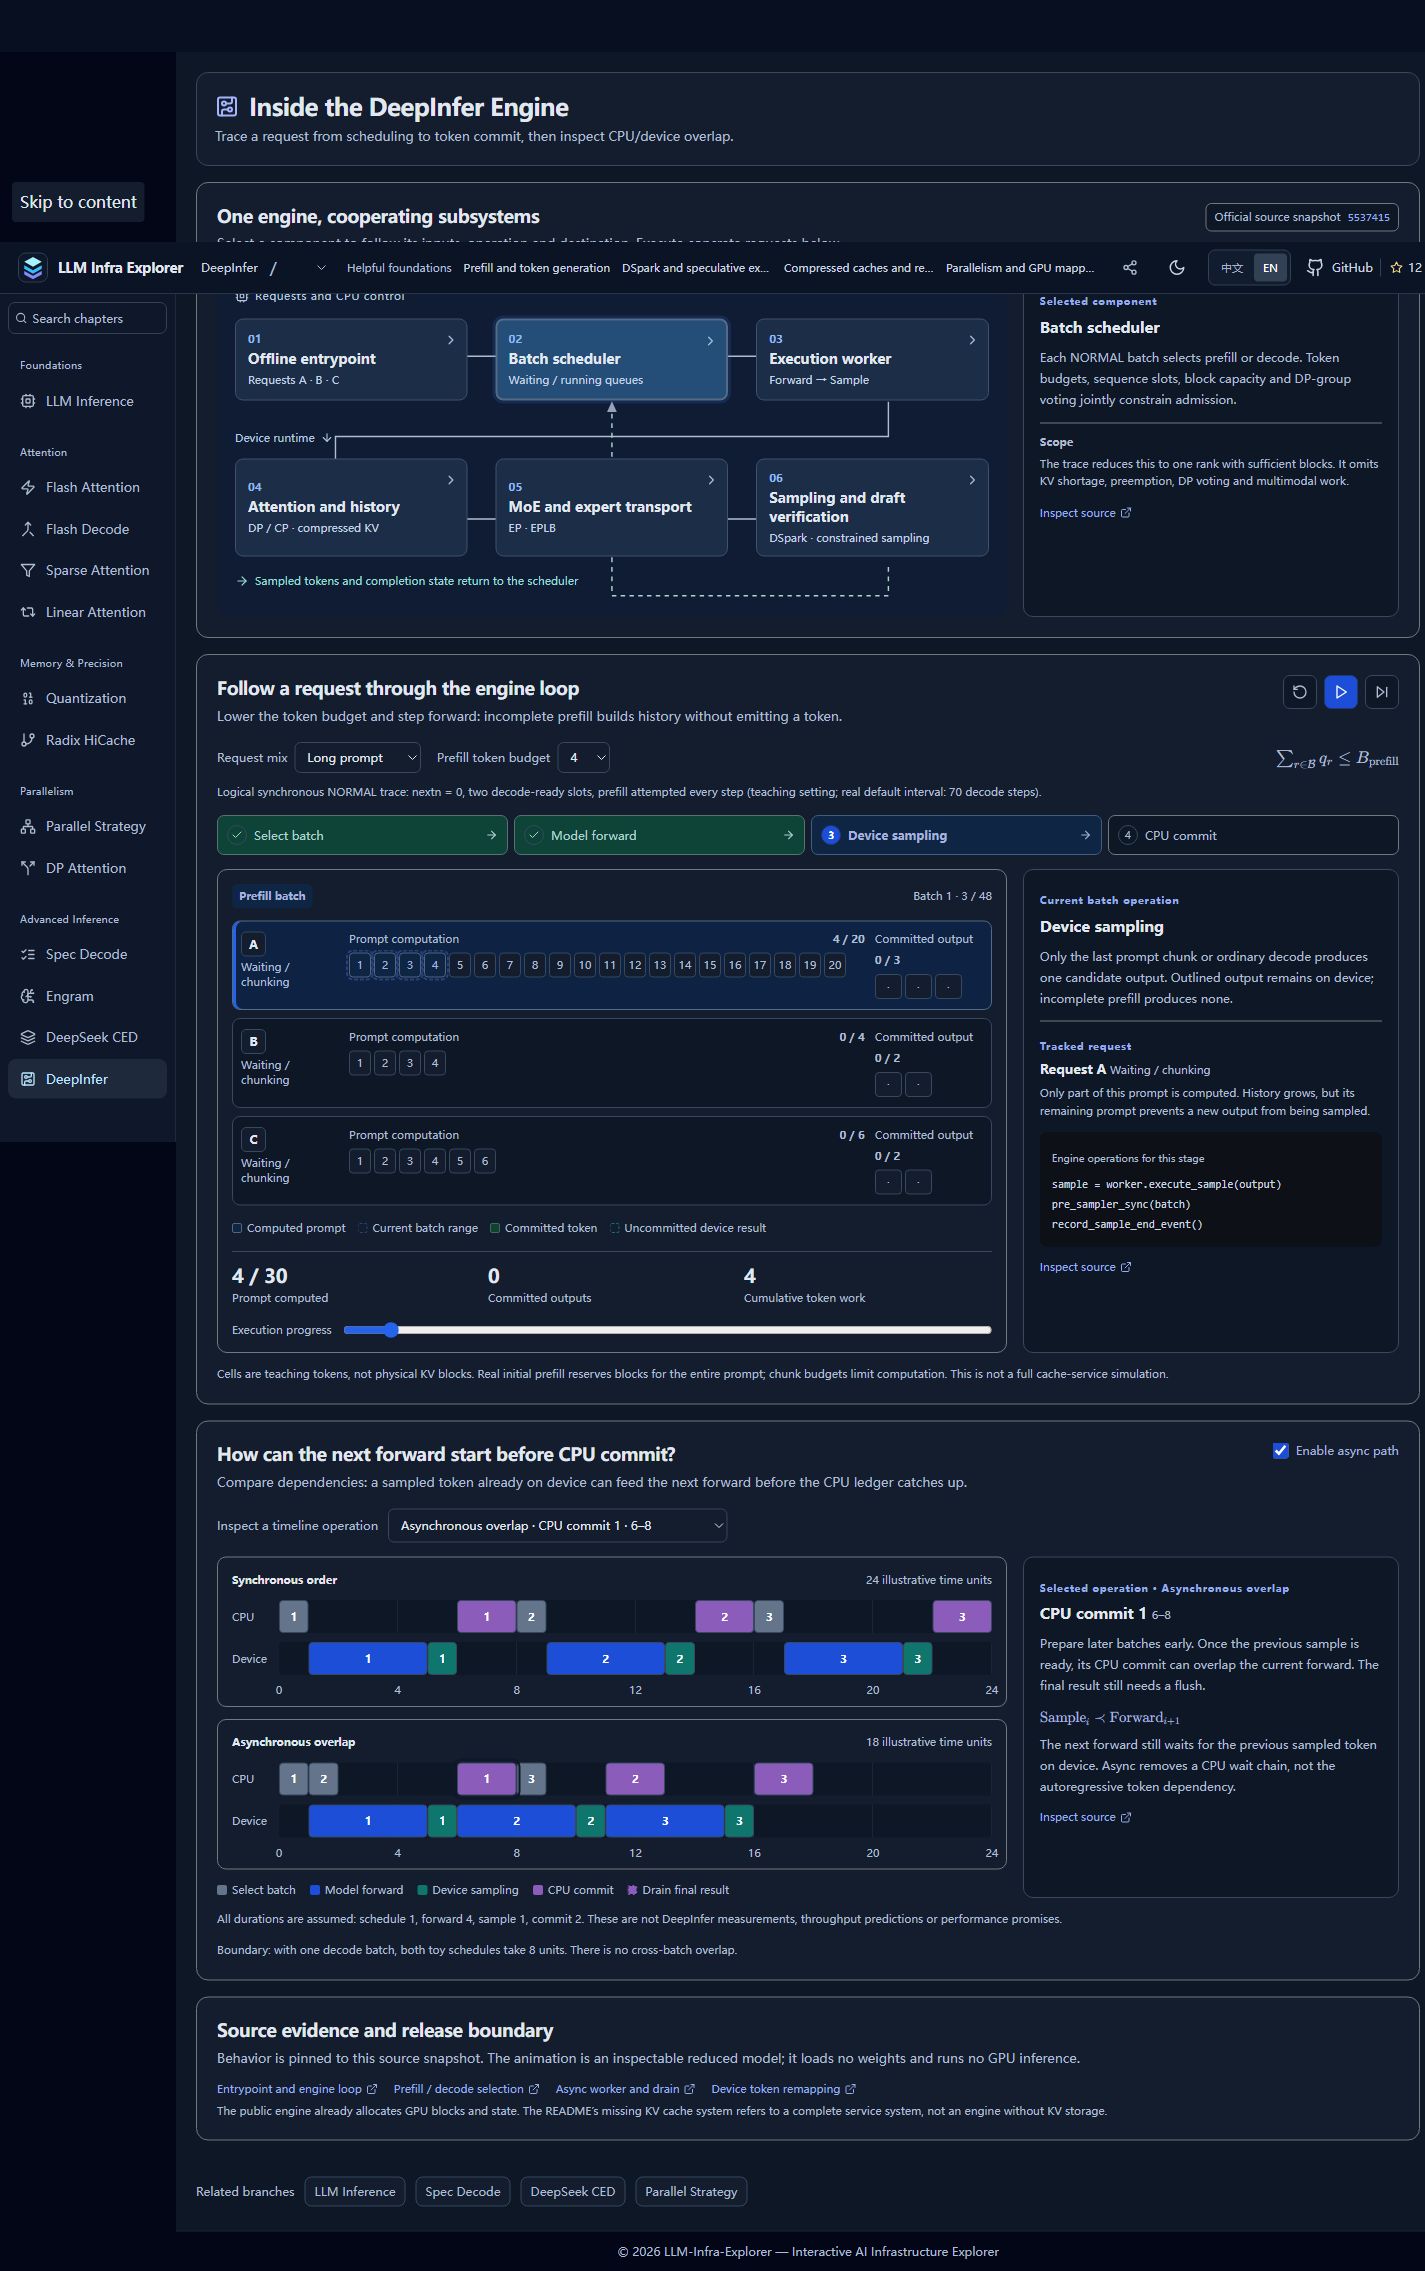 Inside the DeepInfer Engine
Trace a request from scheduling to token commit, then inspect CPU/device overlap.
Skip to content
One engine, cooperating subsystems
Official source snapshot 5537415
LLM Infra Explorer
DeepInfer /
Helpful foundations
Prefill and token generation
DSpark and speculative ex...
Compressed caches and re...
Parallelism and GPU mapp...
中文
EN
GitHub
12
Search chapters
Foundations
LLM Inference
Attention
Flash Attention
Flash Decode
Sparse Attention
Linear Attention
Memory & Precision
Quantization
Radix HiCache
Parallelism
Parallel Strategy
DP Attention
Advanced Inference
Spec Decode
Engram
DeepSeek CED
DeepInfer
Requests and CPU control
01
Offline entrypoint
Requests A · B · C
02
Batch scheduler
Waiting / running queues
03
Execution worker
Forward → Sample
Device runtime ↓
04
Attention and history
DP / CP · compressed KV
05
MoE and expert transport
EP · EPLB
06
Sampling and draft
verification
DSpark · constrained sampling
→ Sampled tokens and completion state return to the scheduler
Selected component
Batch scheduler
Each NORMAL batch selects prefill or decode. Token
budgets, sequence slots, block capacity and DP-group
voting jointly constrain admission.
Scope
The trace reduces this to one rank with sufficient blocks. It omits
KV shortage, preemption, DP voting and multimodal work.
Inspect source
Follow a request through the engine loop
Lower the token budget and step forward: incomplete prefill builds history without emitting a token.
Request mix Long prompt Prefill token budget 4
∑r∈B qr ≤ Bprefill
Logical synchronous NORMAL trace: nextn = 0, two decode-ready slots, prefill attempted every step (teaching setting; real default interval: 70 decode steps).
Select batch →
Model forward →
3 Device sampling →
4 CPU commit
Prefill batch
Batch 1 · 3 / 48
A
Waiting /
chunking
Prompt computation 4 / 20
1 2 3 4 5 6 7 8 9 10 11 12 13 14 15 16 17 18 19 20
Committed output
0 / 3
· · ·
B
Waiting /
chunking
Prompt computation 0 / 4
1 2 3 4
Committed output
0 / 2
· ·
C
Waiting /
chunking
Prompt computation 0 / 6
1 2 3 4 5 6
Committed output
0 / 2
· ·
Computed prompt Current batch range Committed token Uncommitted device result
4 / 30
Prompt computed
0
Committed outputs
4
Cumulative token work
Execution progress
Current batch operation
Device sampling
Only the last prompt chunk or ordinary decode produces
one candidate output. Outlined output remains on device;
incomplete prefill produces none.
Tracked request
Request A Waiting / chunking
Only part of this prompt is computed. History grows, but its
remaining prompt prevents a new output from being sampled.
Engine operations for this stage
sample = worker.execute_sample(output)
pre_sampler_sync(batch)
record_sample_end_event()
Inspect source
Cells are teaching tokens, not physical KV blocks. Real initial prefill reserves blocks for the entire prompt; chunk budgets limit computation. This is not a full cache-service simulation.
How can the next forward start before CPU commit?
Enable async path
Compare dependencies: a sampled token already on device can feed the next forward before the CPU ledger catches up.
Inspect a timeline operation Asynchronous overlap · CPU commit 1 · 6–8
Synchronous order
24 illustrative time units
CPU 1 1 2 2 3 3
Device 1 1 2 2 3 3
0 4 8 12 16 20 24
Asynchronous overlap
18 illustrative time units
CPU 1 2 1 3 2 3
Device 1 1 2 2 3 3
0 4 8 12 16 20 24
Select batch Model forward Device sampling CPU commit Drain final result
Selected operation • Asynchronous overlap
CPU commit 1 6–8
Prepare later batches early. Once the previous sample is
ready, its CPU commit can overlap the current forward. The
final result still needs a flush.
Samplei ≺ Forwardi+1
The next forward still waits for the previous sampled token
on device. Async removes a CPU wait chain, not the
autoregressive token dependency.
Inspect source
All durations are assumed: schedule 1, forward 4, sample 1, commit 2. These are not DeepInfer measurements, throughput predictions or performance promises.
Boundary: with one decode batch, both toy schedules take 8 units. There is no cross-batch overlap.
Source evidence and release boundary
Behavior is pinned to this source snapshot. The animation is an inspectable reduced model; it loads no weights and runs no GPU inference.
Entrypoint and engine loop
Prefill / decode selection
Async worker and drain
Device token remapping
The public engine already allocates GPU blocks and state. The README's missing KV cache system refers to a complete service system, not an engine without KV storage.
Related branches
LLM Inference
Spec Decode
DeepSeek CED
Parallel Strategy
© 2026 LLM-Infra-Explorer — Interactive AI Infrastructure Explorer